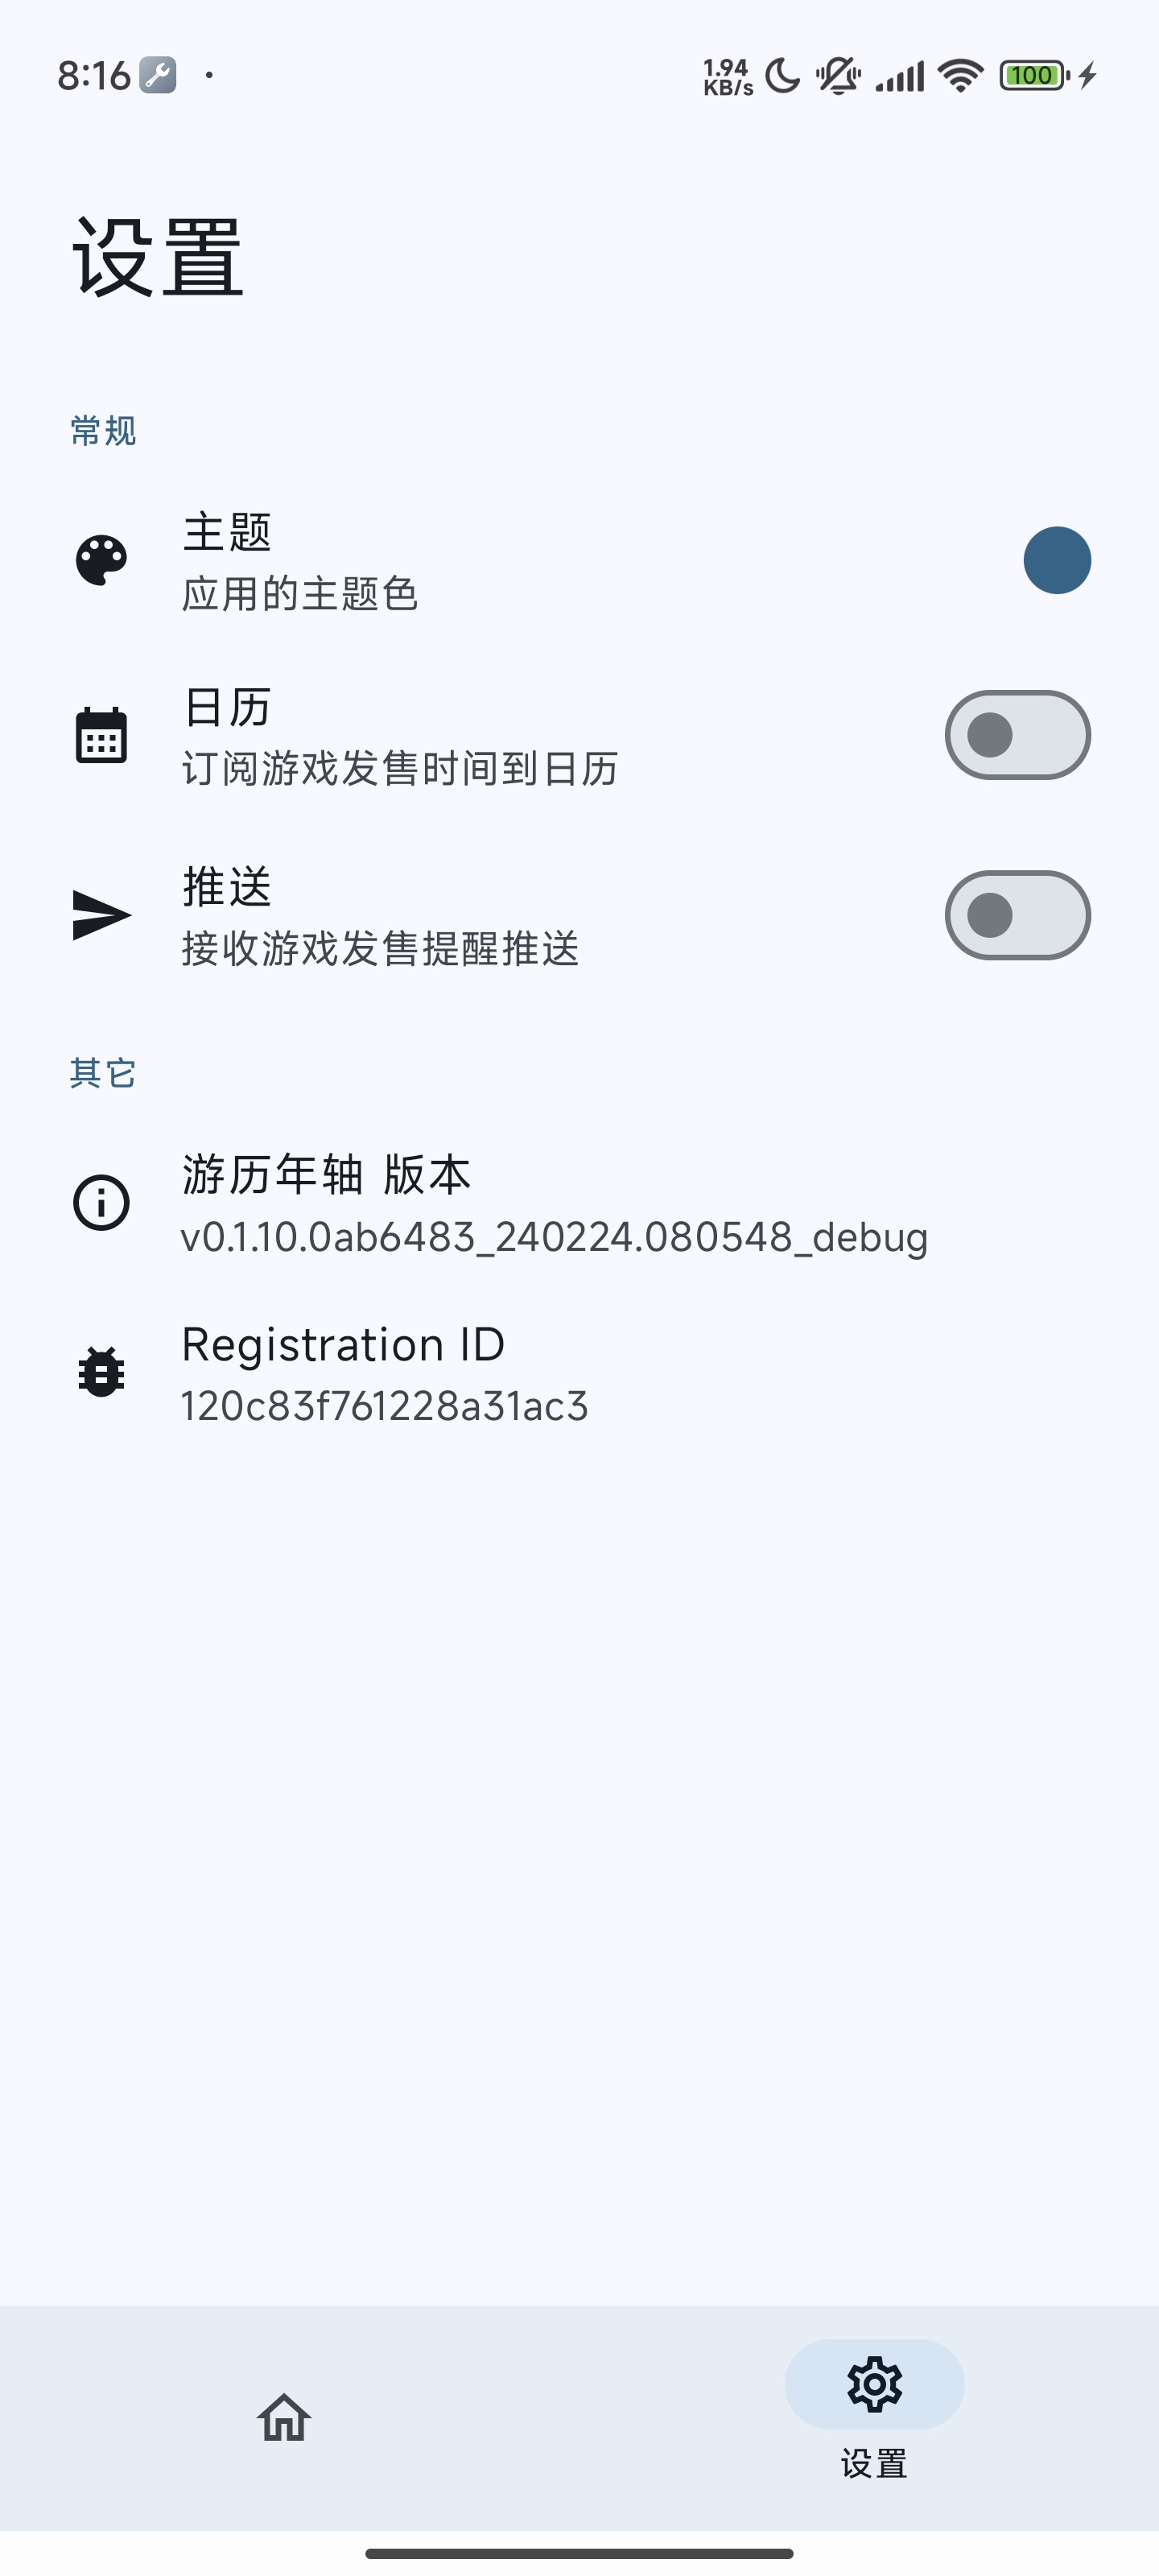 8:16
1.94
KB/s
100
设置
常规
主题
应用的主题色
日历
订阅游戏发售时间到日历
推送
接收游戏发售提醒推送
其它
游历年轴 版本
v0.1.10.0ab6483_240224.080548_debug
Registration ID
120c83f761228a31ac3
设置